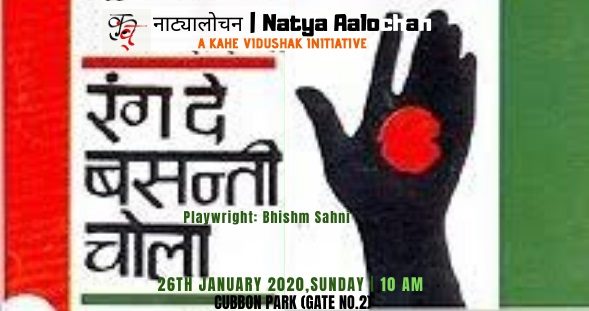 क वि
नाट्यालोचन | Natya Aalochan
A KAHE VIDUSHAK INITIATIVE
रंग दे
बसन्ती
चोला
Playwright: Bhishm Sahni
26TH JANUARY 2020,SUNDAY | 10 AM
CUBBON PARK (GATE NO.2)